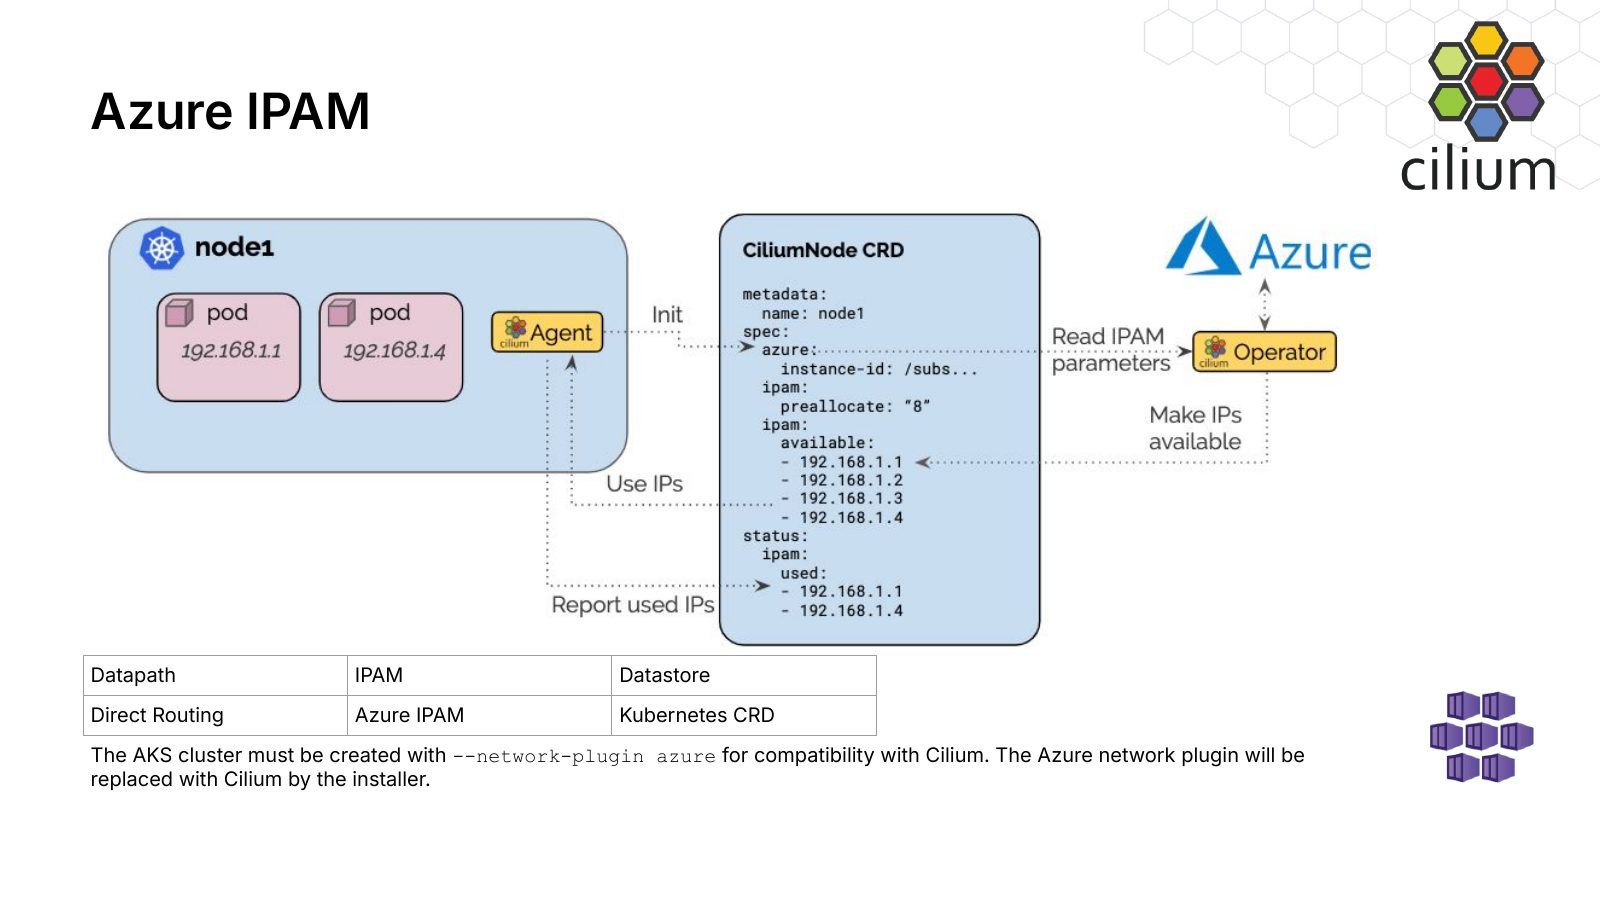 Azure IPAM
cilium
node1
pod
192.168.1.1
pod
192.168.1.4
cilium Agent
Init
Use IPs
Report used IPs
CiliumNode CRD
metadata:
  name: node1
spec:
  azure:
    instance-id: /subs...
  ipam:
    preallocate: “8”
  ipam:
    available:
    - 192.168.1.1
    - 192.168.1.2
    - 192.168.1.3
    - 192.168.1.4
status:
  ipam:
    used:
    - 192.168.1.1
    - 192.168.1.4
Azure
Read IPAM
parameters
cilium Operator
Make IPs
available
Datapath IPAM Datastore
Direct Routing Azure IPAM Kubernetes CRD
The AKS cluster must be created with --network-plugin azure for compatibility with Cilium. The Azure network plugin will be
replaced with Cilium by the installer.